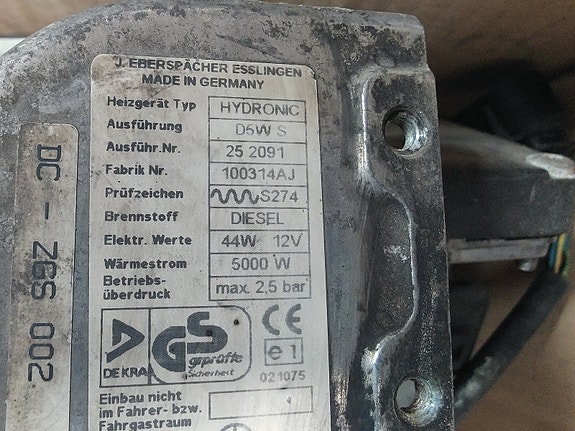 J. EBERSPÄCHER ESSLINGEN
MADE IN GERMANY
Heizgerät Typ HYDRONIC
Ausführung D5W S
Ausführ.Nr. 25 2091
Fabrik Nr. 100314AJ
Prüfzeichen S274
Brennstoff DIESEL
Elektr. Werte 44W 12V
Wärmestrom 5000 W
Betriebs-
überdruck max. 2,5 bar
DEKRA
GS
geprüfte
Sicherheit
CE
e1
021075
Einbau nicht
im Fahrer- bzw.
Fahrgastraum
DC - Z6S 002